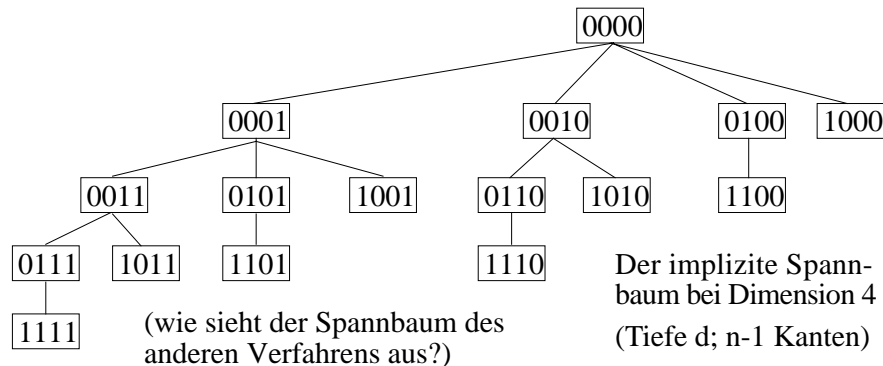 0000
0001 0010 0100 1000
0011 0101 1001 0110 1010 1100
0111 1011 1101 1110
1111
Der implizite Spann-
baum bei Dimension 4
(Tiefe d; n-1 Kanten)
(wie sieht der Spannbaum des
anderen Verfahrens aus?)